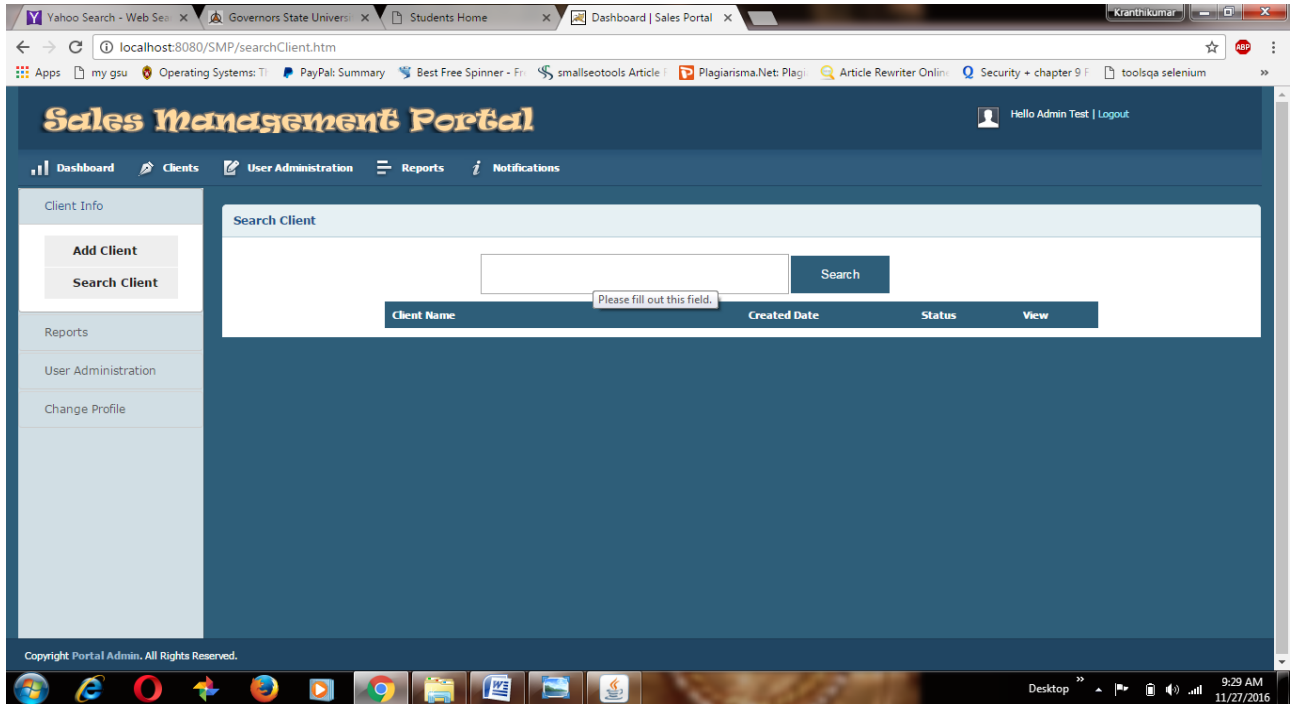 Yahoo Search - Web Sea
Governors State Universi
Students Home
Dashboard | Sales Portal
Kranthikumar
localhost:8080/SMP/searchClient.htm
ABP
Apps
my gsu
Operating Systems: Th
PayPal: Summary
Best Free Spinner - Fr
smallseotools Article
Plagiarisma.Net: Plagi
Article Rewriter Online
Security + chapter 9 F
toolsqa selenium
»
Sales Management Portal
Hello Admin Test | Logout
Dashboard
Clients
User Administration
Reports
Notifications
Client Info
Add Client
Search Client
Reports
User Administration
Change Profile
Search Client
Search
Please fill out this field.
Client Name
Created Date
Status
View
Copyright Portal Admin. All Rights Reserved.
Desktop
»
9:29 AM
11/27/2016